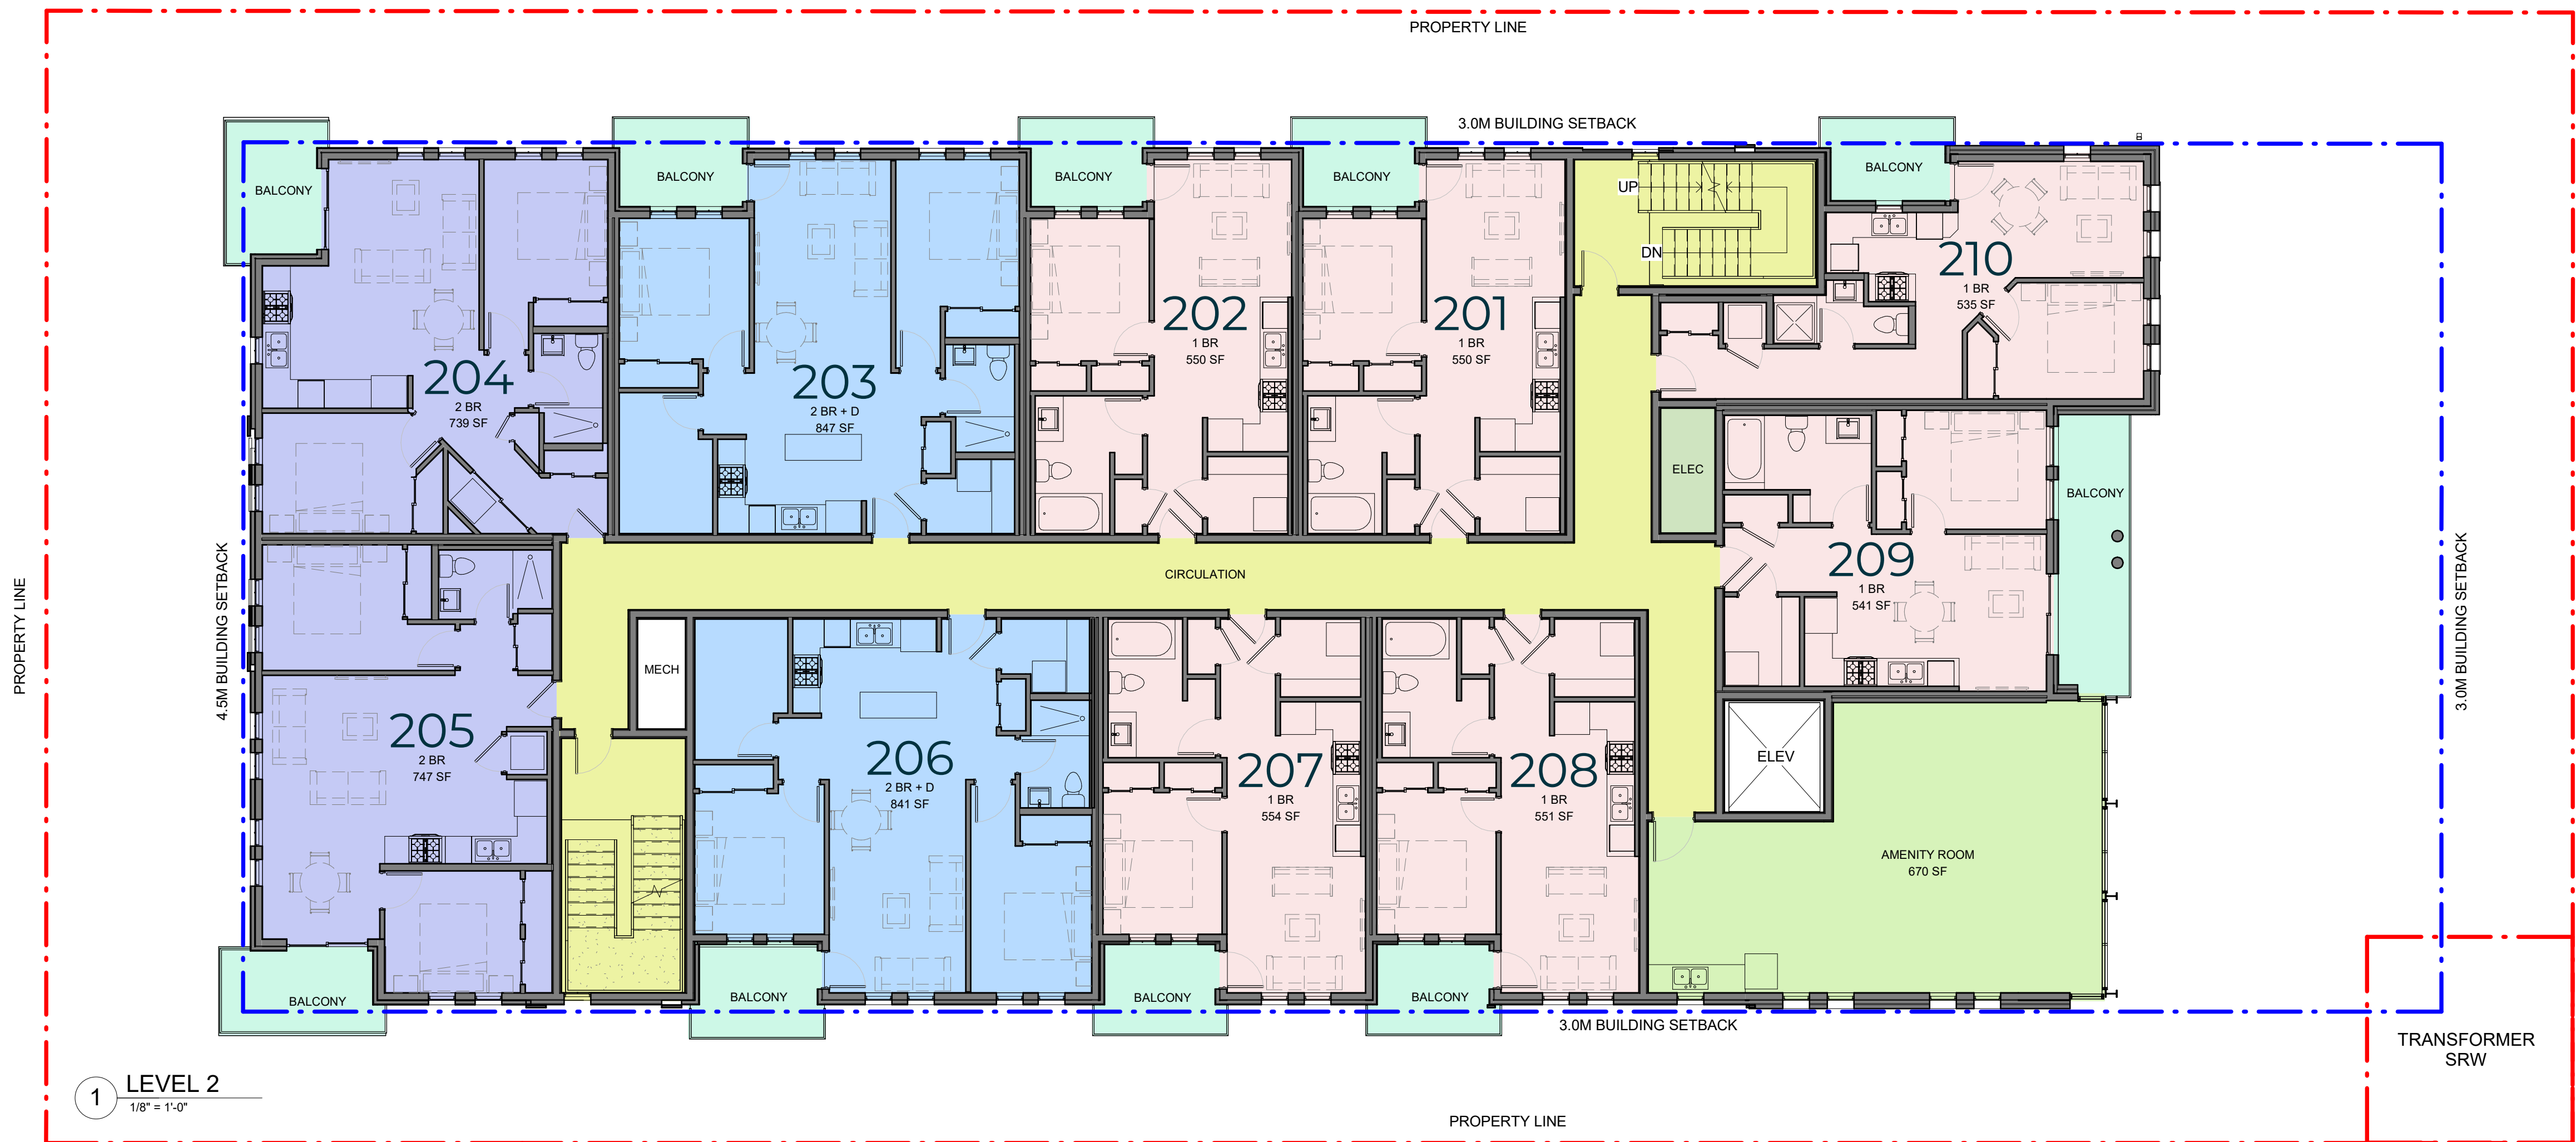 PROPERTY LINE
3.0M BUILDING SETBACK
BALCONY
BALCONY
BALCONY
BALCONY
BALCONY
UP
DN
204
2 BR
739 SF
203
2 BR + D
847 SF
202
1 BR
550 SF
201
1 BR
550 SF
210
1 BR
535 SF
ELEC
BALCONY
209
1 BR
541 SF
CIRCULATION
PROPERTY LINE
4.5M BUILDING SETBACK
3.0M BUILDING SETBACK
MECH
205
2 BR
747 SF
206
2 BR + D
841 SF
207
1 BR
554 SF
208
1 BR
551 SF
ELEV
AMENITY ROOM
670 SF
BALCONY
BALCONY
BALCONY
BALCONY
3.0M BUILDING SETBACK
TRANSFORMER
SRW
1
LEVEL 2
1/8" = 1'-0"
PROPERTY LINE